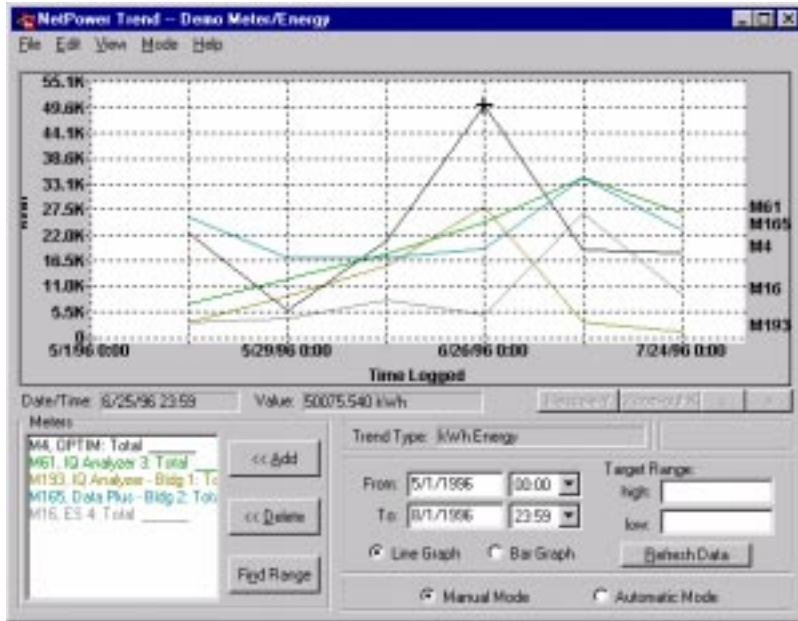 NetPower Trend -- Demo Meter/Energy
File Edit View Mode Help
55.1K
49.6K
44.1K
38.6K
33.1K
27.5K
22.0K
16.5K
11.0K
5.5K
0
M61
M165
M4
M16
M193
5/1/96 0:00 5/29/96 0:00 6/26/96 0:00 7/24/96 0:00
Time Logged
Date/Time: 6/25/96 23:59 Value: 50075.540 kWh
Meters
M4, OPTIM: Total
M61, IQ Analyzer 3: Total
M193, IQ Analyzer - Bldg 1: To
M165, Data Plus - Bldg 2: Tota
M16, ES 4: Total
<< Add
<< Delete
Find Range
Trend Type: kWh Energy
From: 5/1/1996 00:00
To: 8/1/1996 23:59
Target Range:
high:
low:
Line Graph Bar Graph
Refresh Data
Manual Mode Automatic Mode